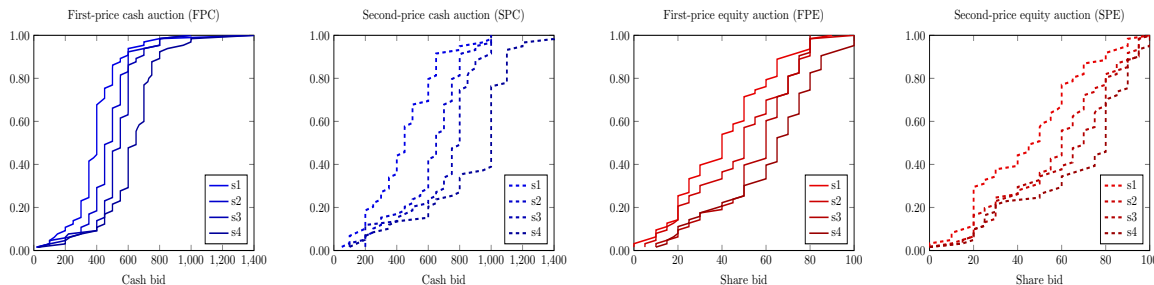 First-price cash auction (FPC)
1.00
0.80
0.60
0.40
0.20
0.00
0 200 400 600 800 1,000 1,200 1,400
Cash bid
s1
s2
s3
s4
Second-price cash auction (SPC)
1.00
0.80
0.60
0.40
0.20
0.00
0 200 400 600 800 1,000 1,200 1,400
Cash bid
s1
s2
s3
s4
First-price equity auction (FPE)
1.00
0.80
0.60
0.40
0.20
0.00
0 20 40 60 80 100
Share bid
s1
s2
s3
s4
Second-price equity auction (SPE)
1.00
0.80
0.60
0.40
0.20
0.00
0 20 40 60 80 100
Share bid
s1
s2
s3
s4